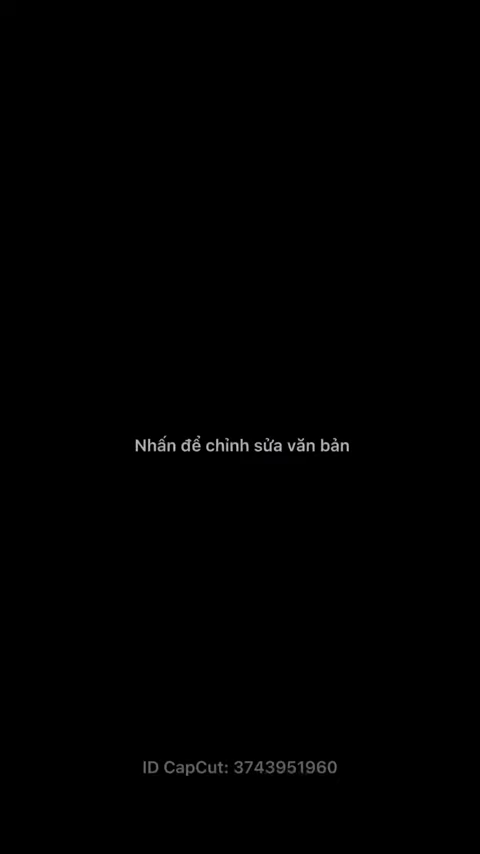 Nhấn để chỉnh sửa văn bản
ID CapCut: 3743951960